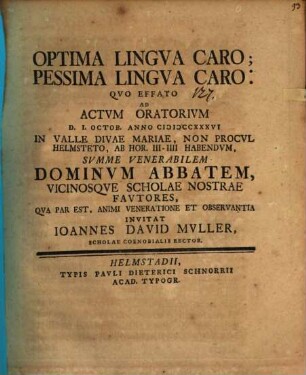 OPTIMA LINGVA CARO;
PESSIMA LINGVA CARO:
QVO EFFATO
AD
ACTVM ORATORIVM
D. I. OCTOB. ANNO CIƆIƆCCXXXVI
IN VALLE DIVAE MARIAE, NON PROCVL
HELMSTETO, AB HOR. III-IIII HABENDVM,
SVMME VENERABILEM
DOMINVM ABBATEM,
VICINOSQVE SCHOLAE NOSTRAE
FAVTORES,
QVA PAR EST, ANIMI VENERATIONE ET OBSERVANTIA
INVITAT
IOANNES DAVID MVLLER,
SCHOLAE COENOBIALIS RECTOR.
HELMSTADII,
TYPIS PAVLI DIETERICI SCHNORRII
ACAD. TYPOGR.